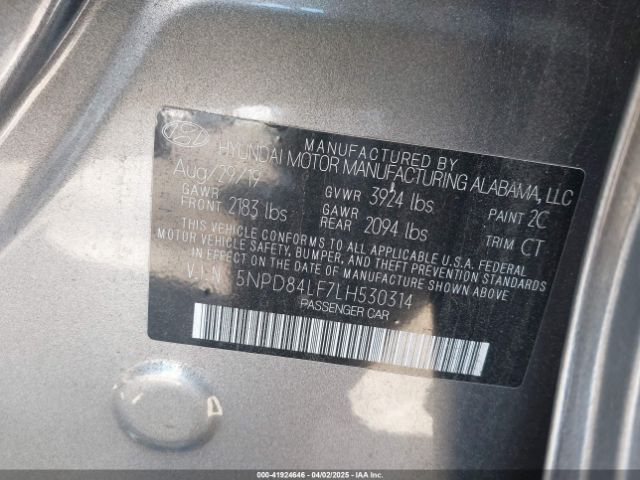 MANUFACTURED BY
HYUNDAI MOTOR MANUFACTURING ALABAMA, LLC
Aug/29/19
GVWR 3924 lbs
PAINT 2C
GAWR FRONT 2183 lbs
GAWR REAR 2094 lbs
TRIM CT
THIS VEHICLE CONFORMS TO ALL APPLICABLE U.S.A. FEDERAL
MOTOR VEHICLE SAFETY, BUMPER, AND THEFT PREVENTION STANDARDS
IN EFFECT ON THE DATE OF MANUFACTURE SHOWN ABOVE.
V.I.N: 5NPD84LF7LH530314
PASSENGER CAR
000-41924646 04/02/2025 IAAI.COM